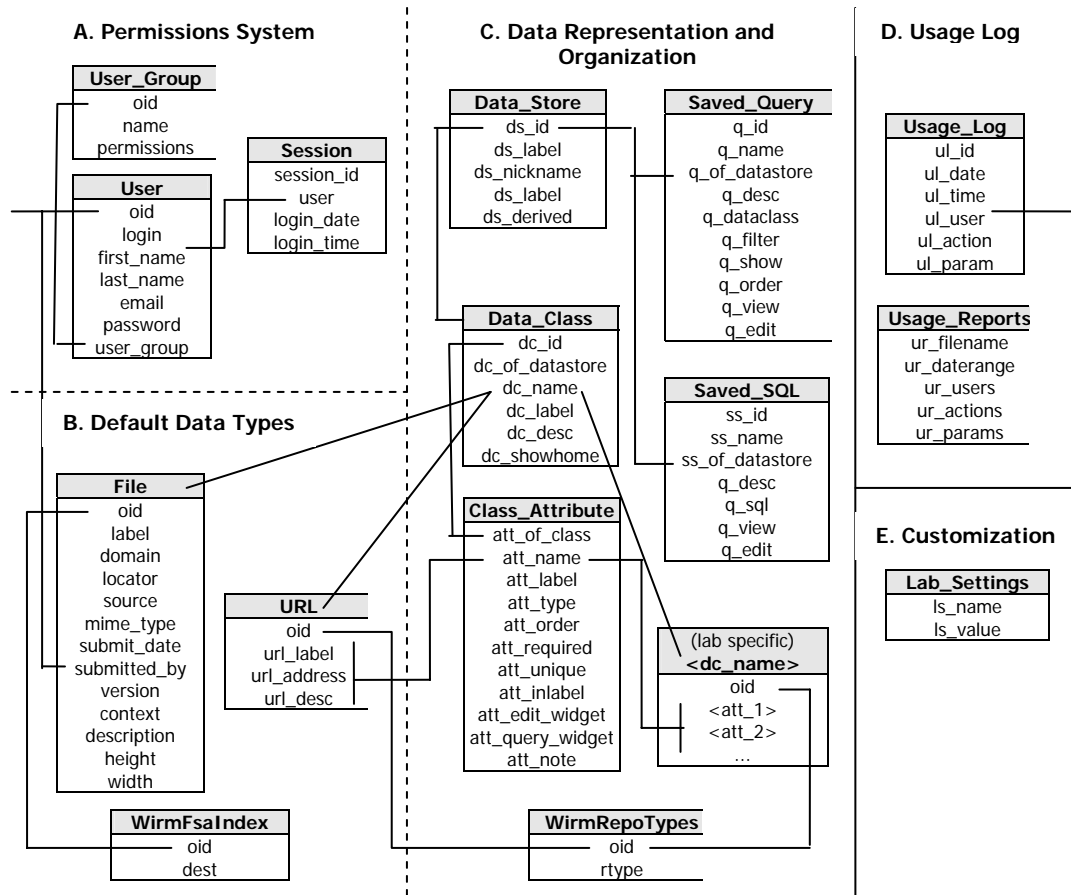 A. Permissions System
User_Group
oid
name
permissions
User
oid
login
first_name
last_name
email
password
user_group
Session
session_id
user
login_date
login_time
B. Default Data Types
File
oid
label
domain
locator
source
mime_type
submit_date
submitted_by
version
context
description
height
width
URL
oid
url_label
url_address
url_desc
WirmFsaIndex
oid
dest
C. Data Representation and
Organization
Data_Store
ds_id
ds_label
ds_nickname
ds_label
ds_derived
Saved_Query
q_id
q_name
q_of_datastore
q_desc
q_dataclass
q_filter
q_show
q_order
q_view
q_edit
Data_Class
dc_id
dc_of_datastore
dc_name
dc_label
dc_desc
dc_showhome
Saved_SQL
ss_id
ss_name
ss_of_datastore
q_desc
q_sql
q_view
q_edit
Class_Attribute
att_of_class
att_name
att_label
att_type
att_order
att_required
att_unique
att_inlabel
att_edit_widget
att_query_widget
att_note
(lab specific)
<dc_name>
oid
<att_1>
<att_2>
...
WirmRepoTypes
oid
rtype
D. Usage Log
Usage_Log
ul_id
ul_date
ul_time
ul_user
ul_action
ul_param
Usage_Reports
ur_filename
ur_daterange
ur_users
ur_actions
ur_params
E. Customization
Lab_Settings
ls_name
ls_value